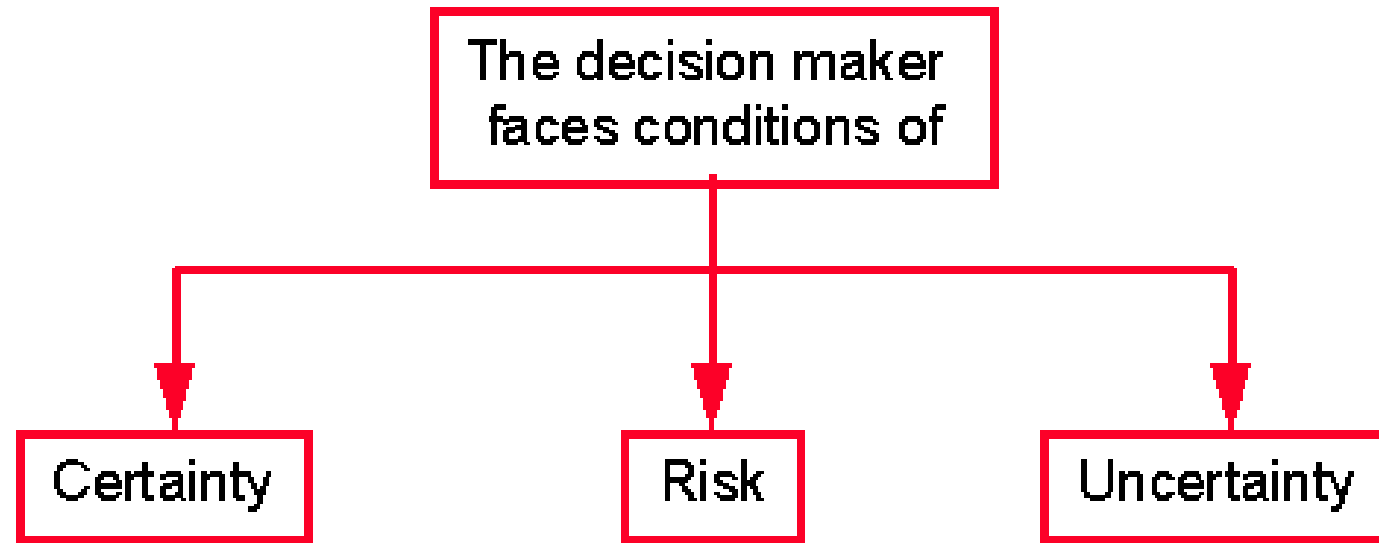 The decision maker
faces conditions of
Certainty
Risk
Uncertainty